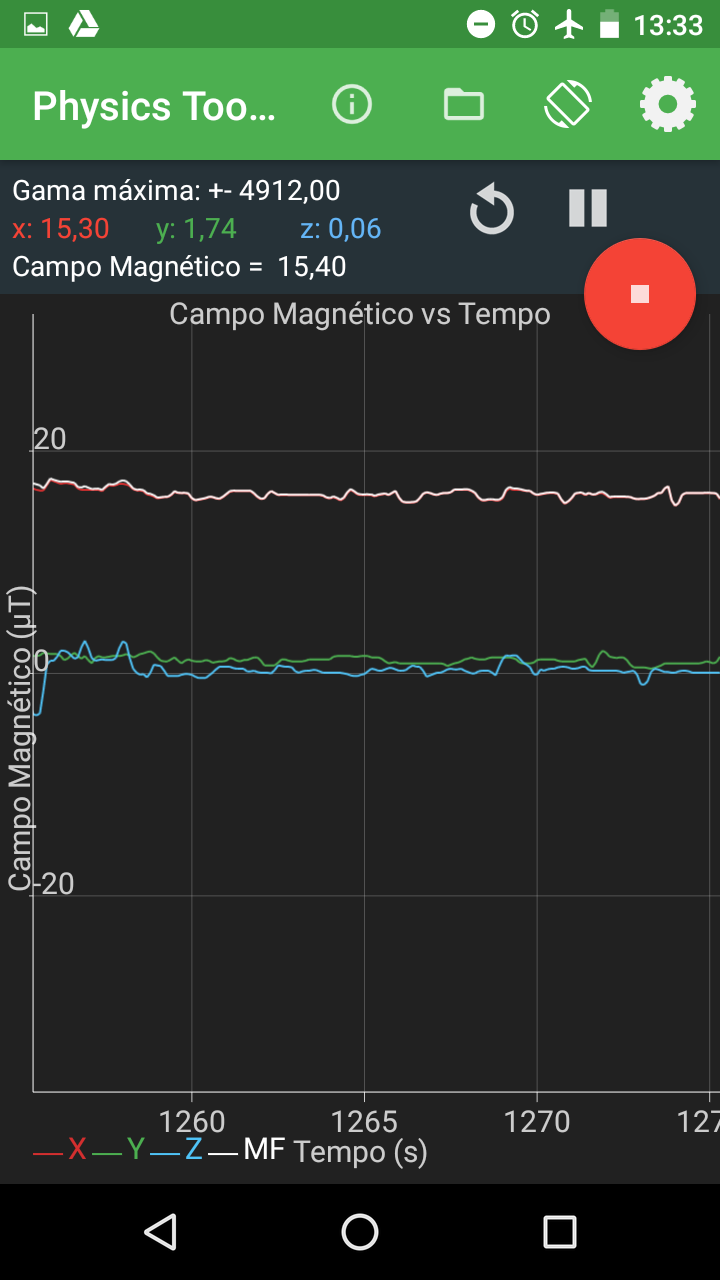 13:33
Physics Too...
Gama máxima: +- 4912,00
x: 15,30 y: 1,74 z: 0,06
Campo Magnético = 15,40
Campo Magnético vs Tempo
20
0
-20
Campo Magnético (µT)
1260 1265 1270 127
X Y Z MF Tempo (s)